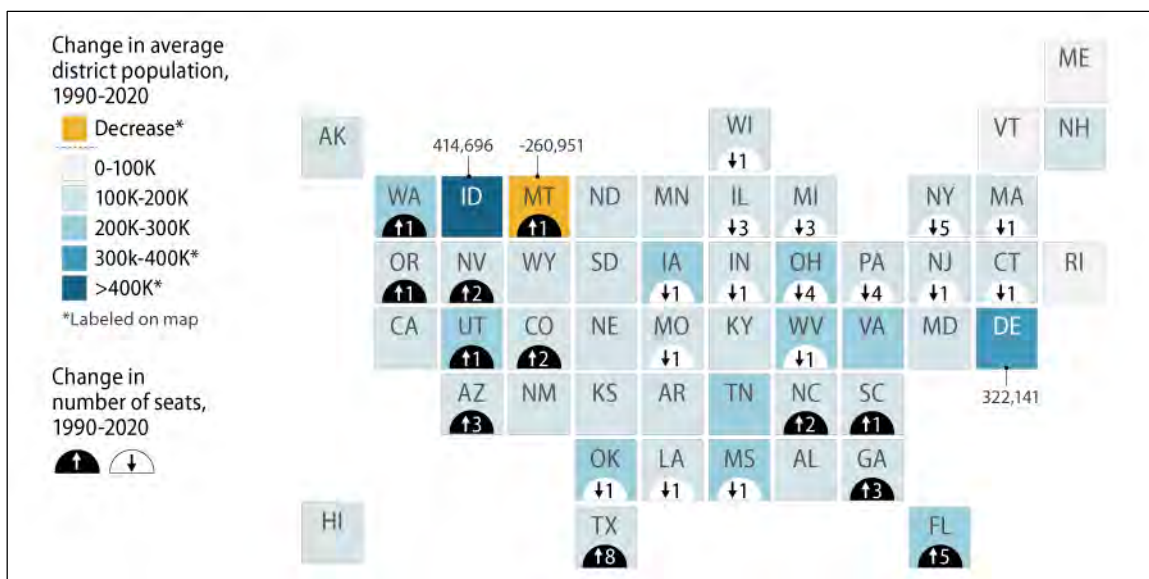 Change in average
district population,
1990-2020
Decrease*
0-100K
100K-200K
200K-300K
300k-400K*
>400K*
*Labeled on map
Change in
number of seats,
1990-2020
↑ ↓
ME
AK WI VT NH
↓1
414,696 -260,951
WA ID MT ND MN IL MI NY MA
↑1 ↑1 ↓3 ↓3 ↓5 ↓1
OR NV WY SD IA IN OH PA NJ CT RI
↑1 ↑2 ↓1 ↓1 ↓4 ↓4 ↓1 ↓1
CA UT CO NE MO KY WV VA MD DE
↑1 ↑2 ↓1 ↓1
322,141
AZ NM KS AR TN NC SC
↑3 ↑2 ↑1
OK LA MS AL GA
↓1 ↓1 ↓1 ↑3
HI TX FL
↑8 ↑5